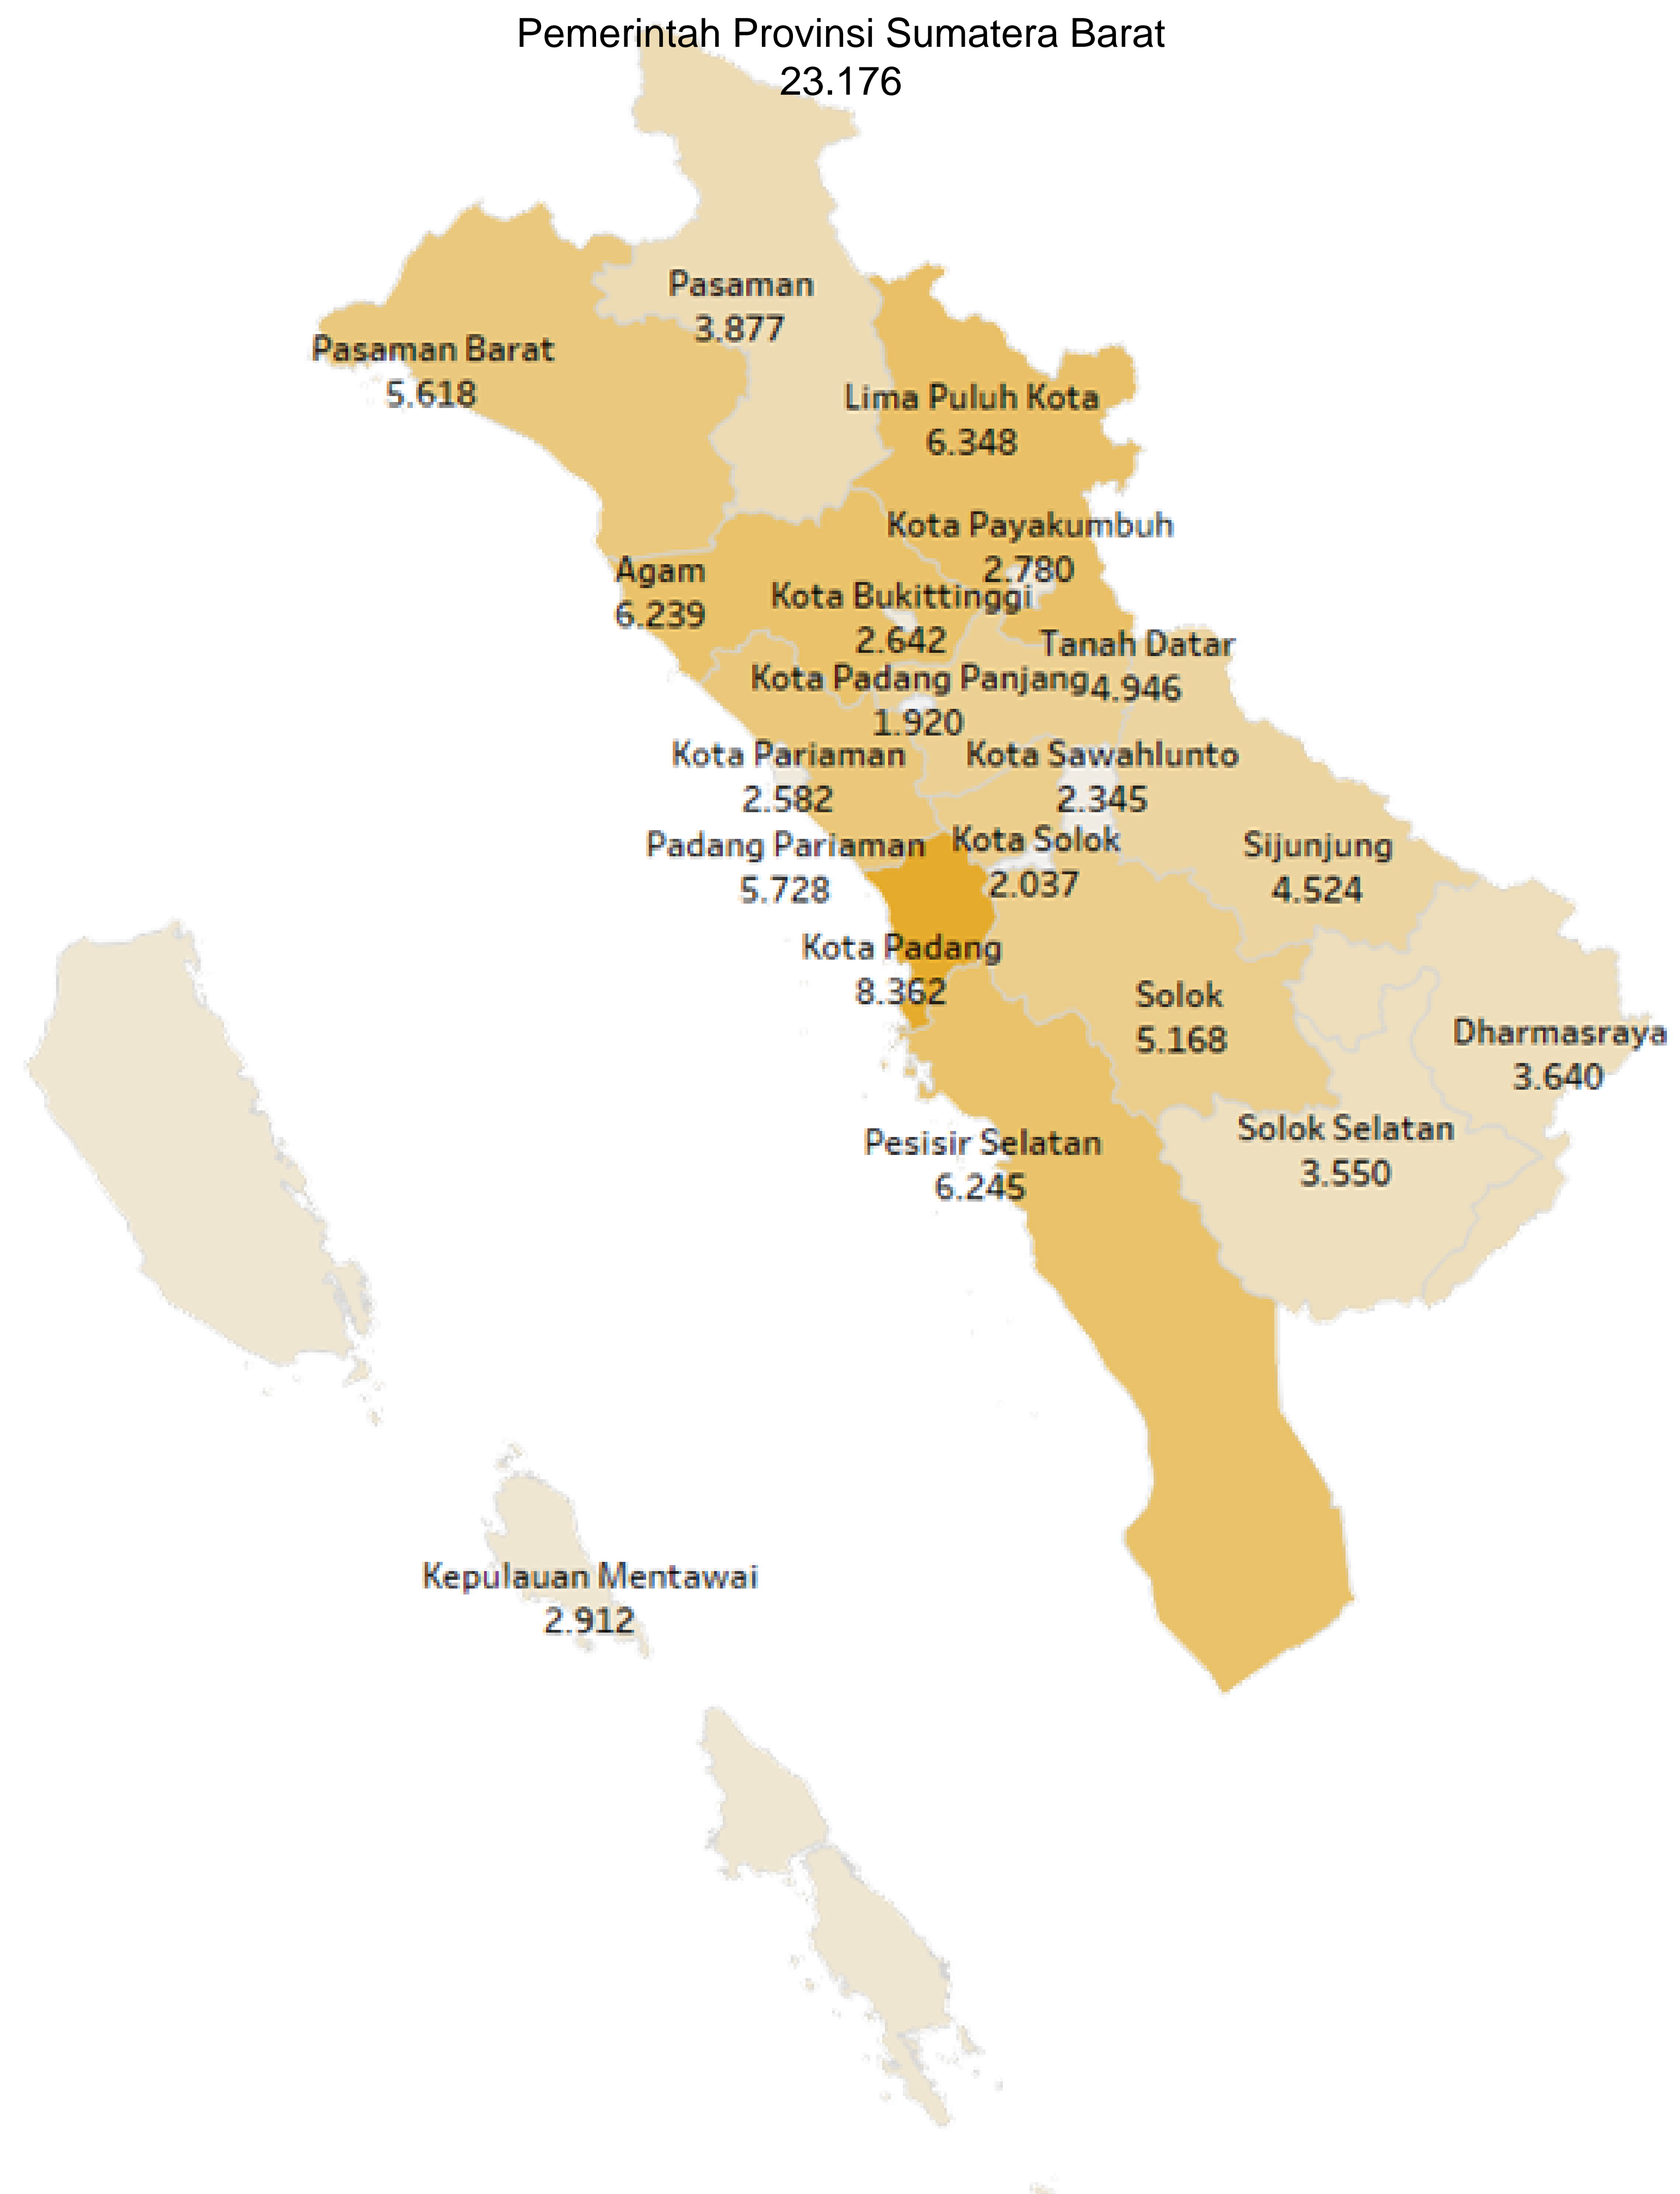 Pemerintah Provinsi Sumatera Barat
23.176
Pasaman
3.877
Pasaman Barat
5.618
Lima Puluh Kota
6.348
Kota Payakumbuh
2.780
Agam
6.239
Kota Bukittinggi
2.642
Tanah Datar
4.946
Kota Padang Panjang
1.920
Kota Pariaman
2.582
Kota Sawahlunto
2.345
Padang Pariaman
5.728
Kota Solok
2.037
Sijunjung
4.524
Kota Padang
8.362
Solok
5.168
Dharmasraya
3.640
Solok Selatan
3.550
Pesisir Selatan
6.245
Kepulauan Mentawai
2.912